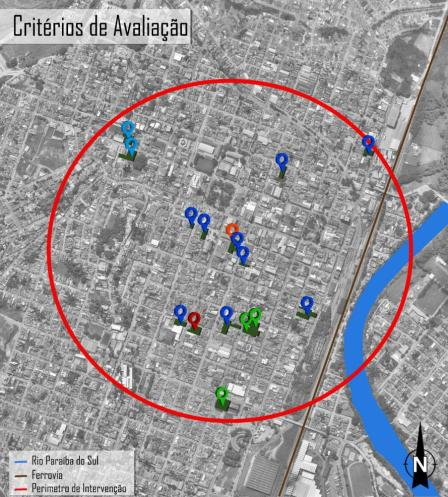 Critérios de Avaliação
N
Rio Paraíba do Sul
Ferrovia
Perímetro de Intervenção